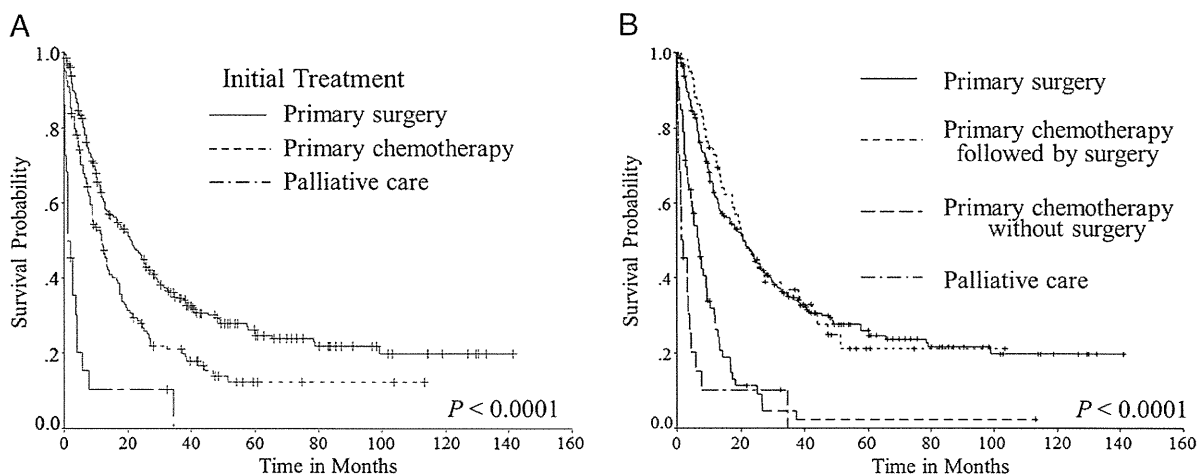 A
1.0
.8
.6
.4
.2
0.0
Survival Probability
Initial Treatment
Primary surgery
Primary chemotherapy
Palliative care
P < 0.0001
0 20 40 60 80 100 120 140 160
Time in Months
B
1.0
.8
.6
.4
.2
0.0
Survival Probability
Primary surgery
Primary chemotherapy
followed by surgery
Primary chemotherapy
without surgery
Palliative care
P < 0.0001
0 20 40 60 80 100 120 140 160
Time in Months